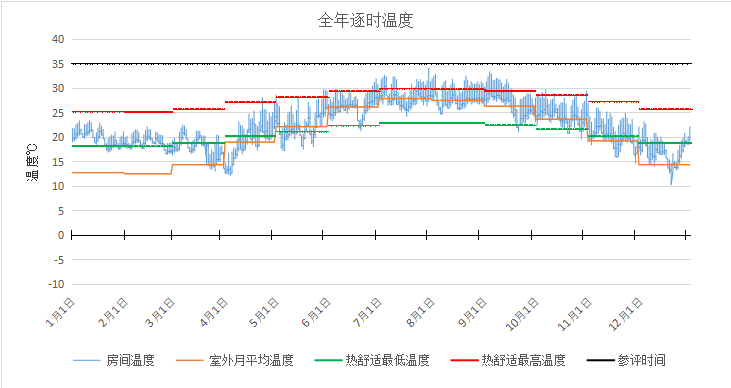 全年逐时温度
40
35
30
25
20
15
10
5
0
-5
-10
温度℃
1月1日
2月1日
3月1日
4月1日
5月1日
6月1日
7月1日
8月1日
9月1日
10月1日
11月1日
12月1日
房间温度 室外月平均温度 热舒适最低温度 热舒适最高温度 参评时间